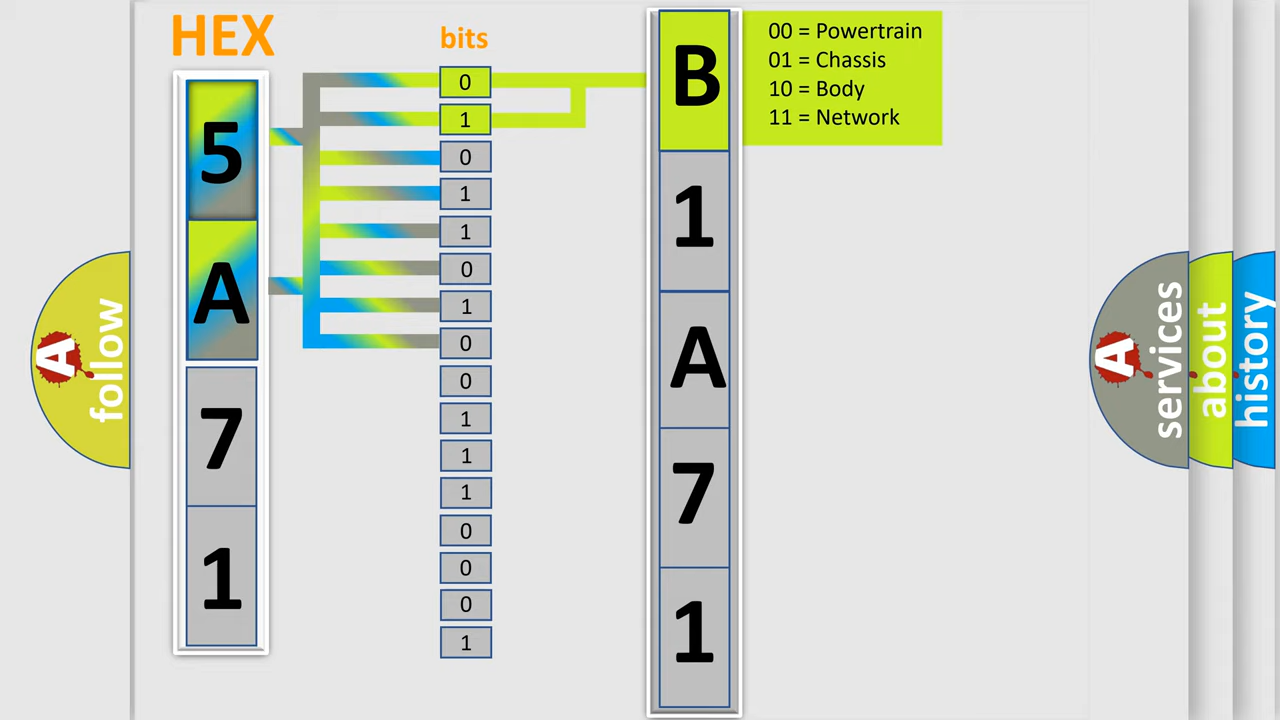 HEX
bits
5
A
7
1
0
1
0
1
1
0
1
0
0
1
1
1
0
0
0
1
B
1
A
7
1
00 = Powertrain
01 = Chassis
10 = Body
11 = Network
A follow
A services
about
history